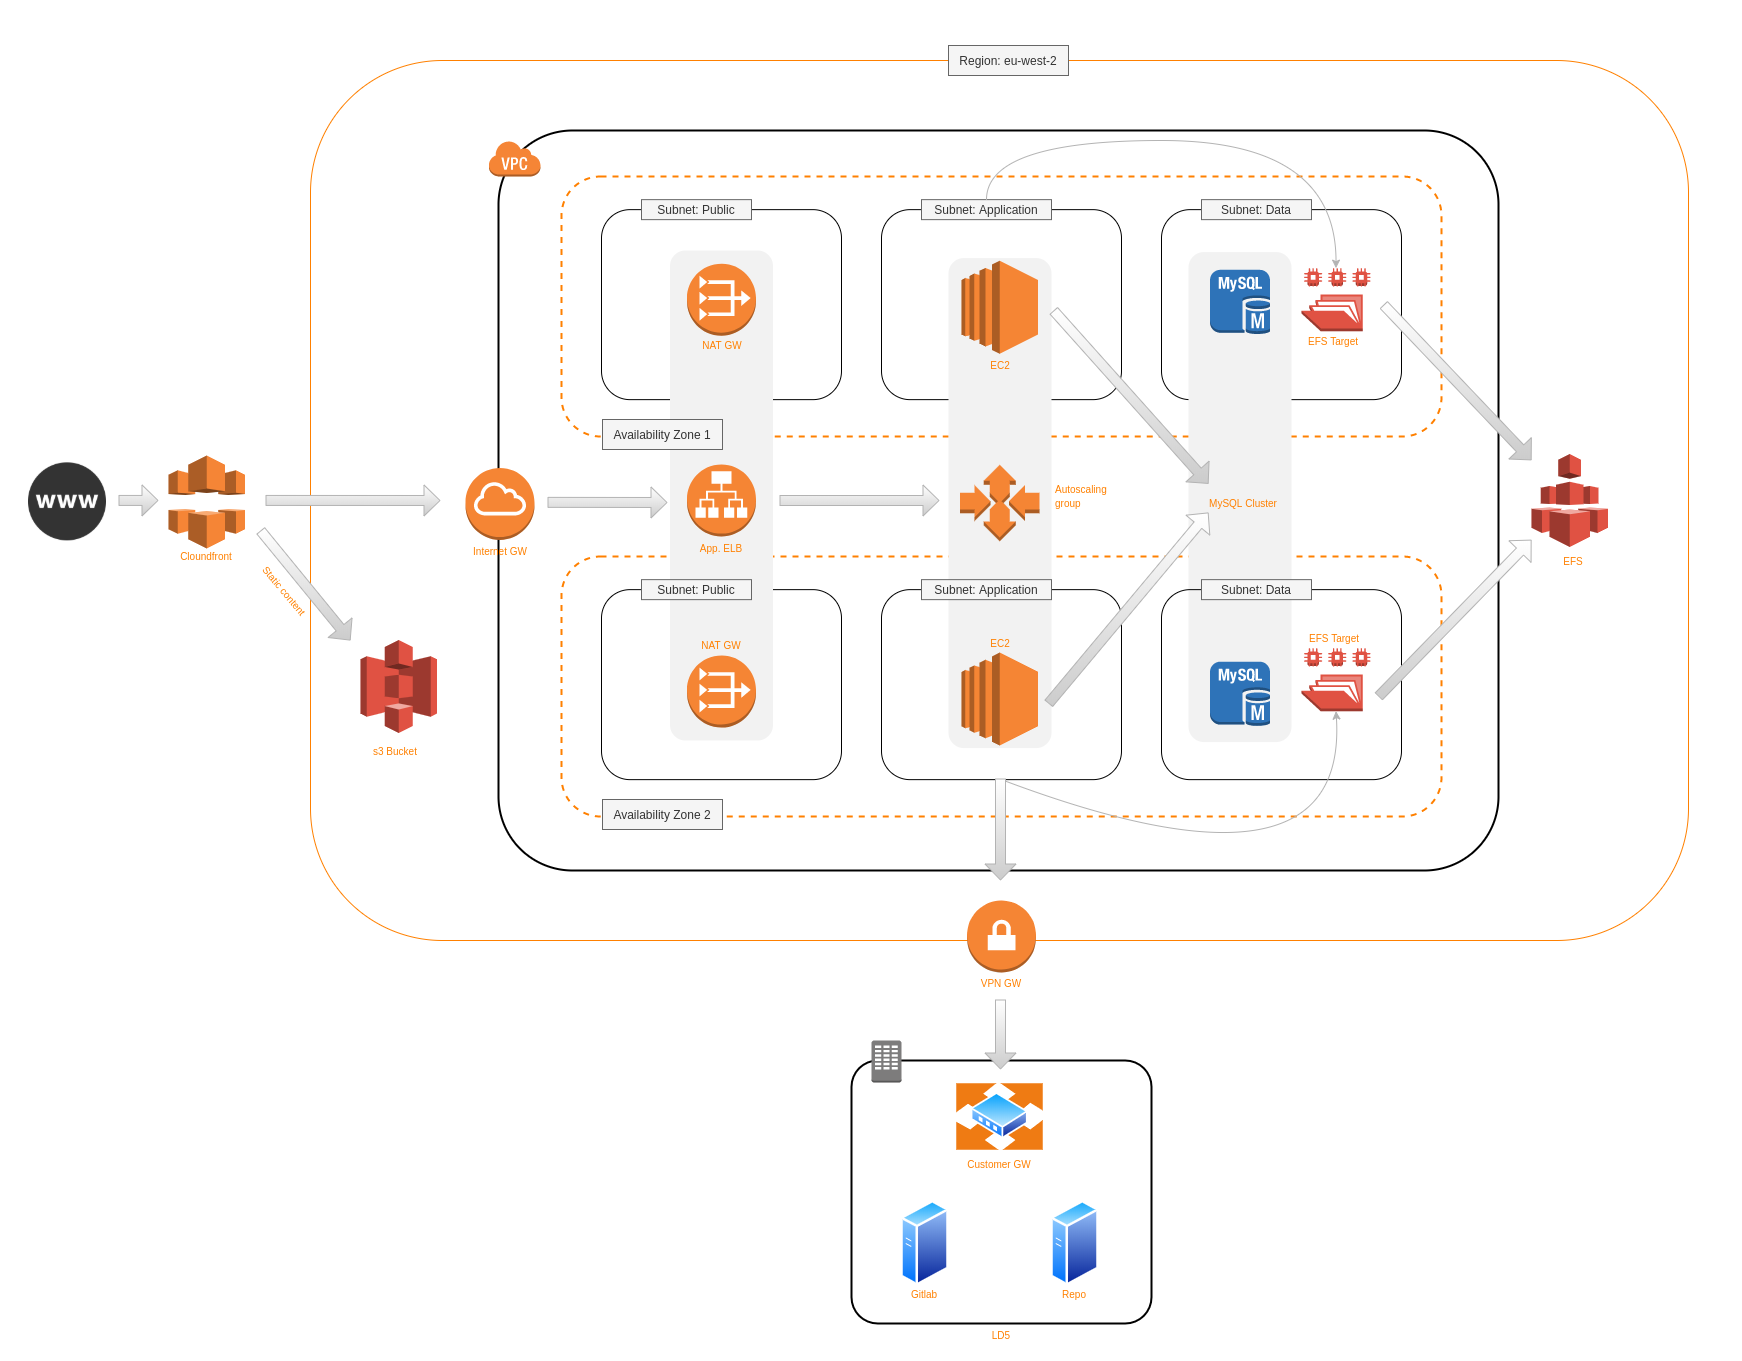 Region: eu-west-2
VPC
Subnet: Public
Subnet: Application
Subnet: Data
NAT GW
EC2
MySQL
M
EFS Target
Availability Zone 1
www
Cloundfront
Static content
s3 Bucket
Internet GW
App. ELB
Autoscaling
group
MySQL Cluster
EFS
Subnet: Public
Subnet: Application
Subnet: Data
NAT GW
EC2
EFS Target
MySQL
M
Availability Zone 2
VPN GW
Customer GW
Gitlab
Repo
LD5